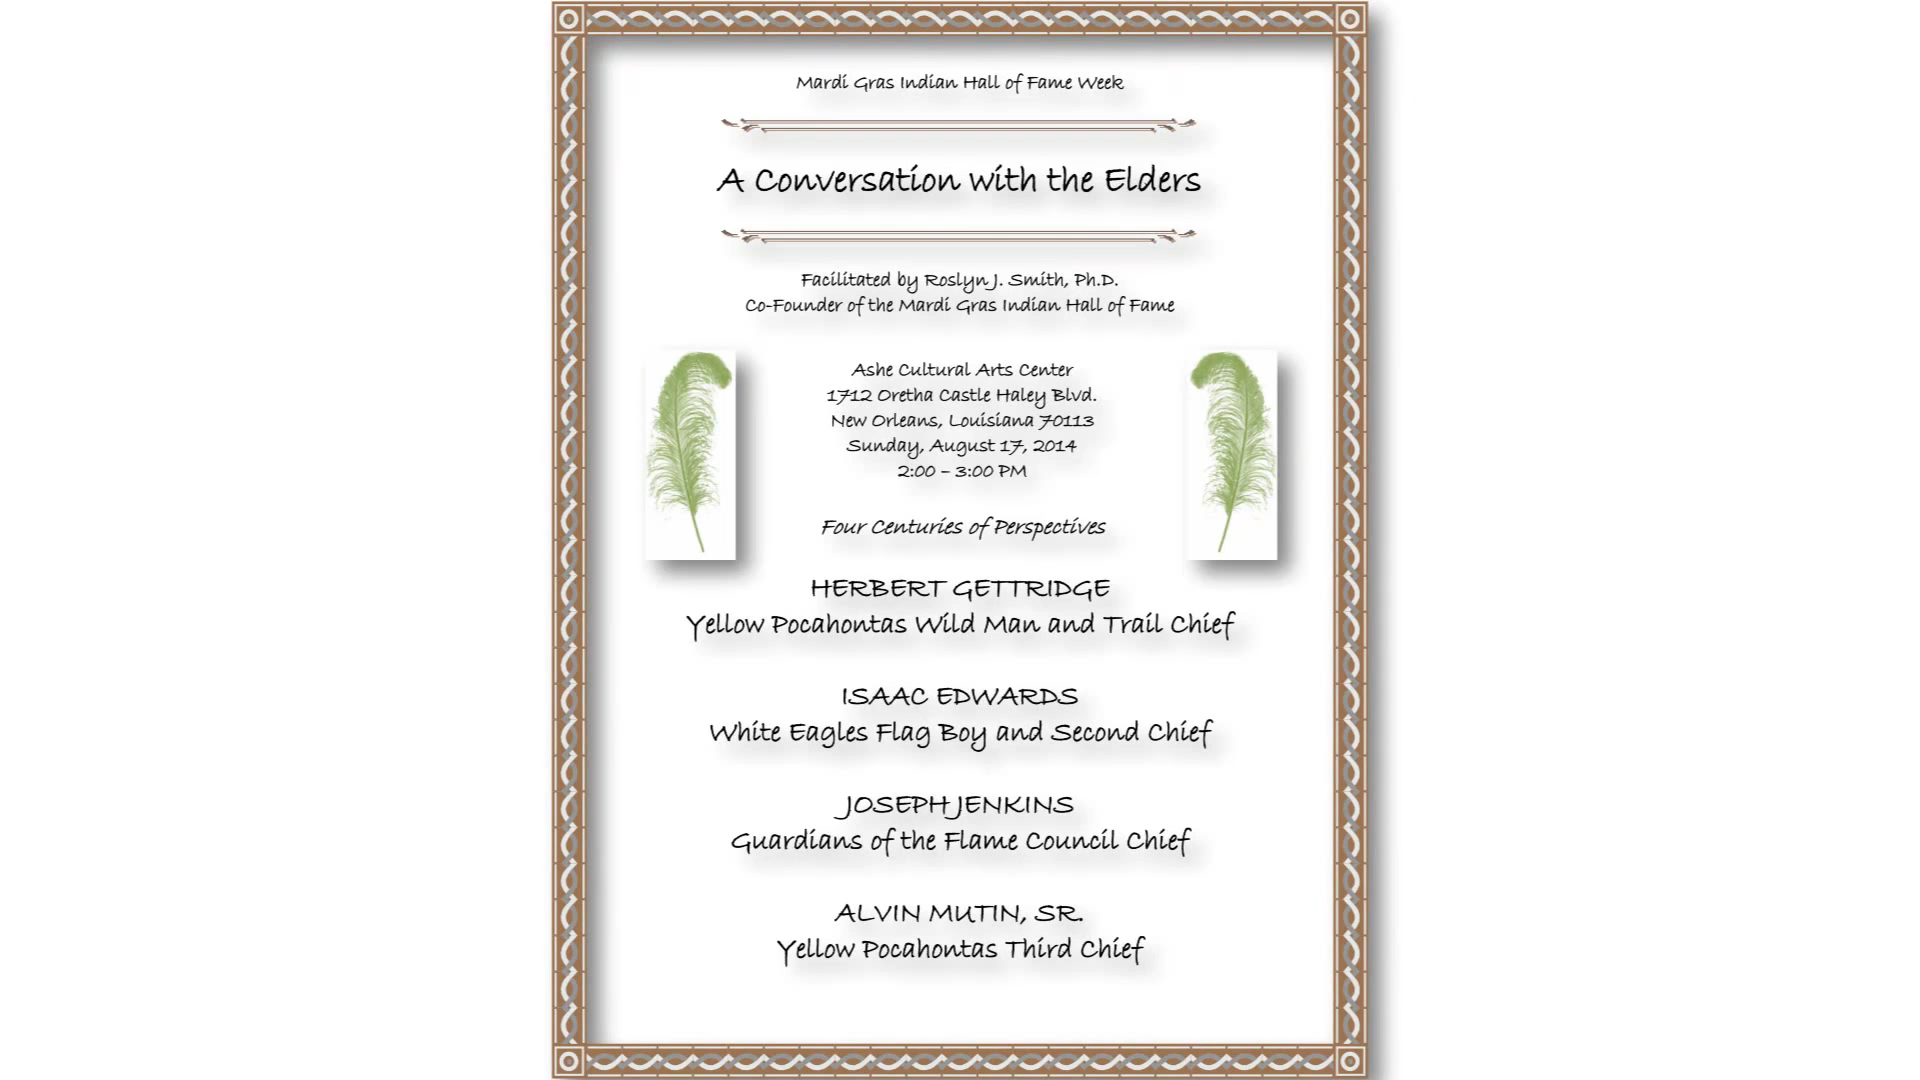 Mardi Gras Indian Hall of Fame Week
A Conversation with the Elders
Facilitated by Roslyn J. Smith, Ph.D.
Co-Founder of the Mardi Gras Indian Hall of Fame
Ashe Cultural Arts Center
1712 Oretha Castle Haley Blvd.
New Orleans, Louisiana 70113
Sunday, August 17, 2014
2:00 – 3:00 PM
Four Centuries of Perspectives
HERBERT GETTRIDGE
Yellow Pocahontas Wild Man and Trail Chief
ISAAC EDWARDS
White Eagles Flag Boy and Second Chief
JOSEPH JENKINS
Guardians of the Flame Council Chief
ALVIN MUTIN, SR.
Yellow Pocahontas Third Chief